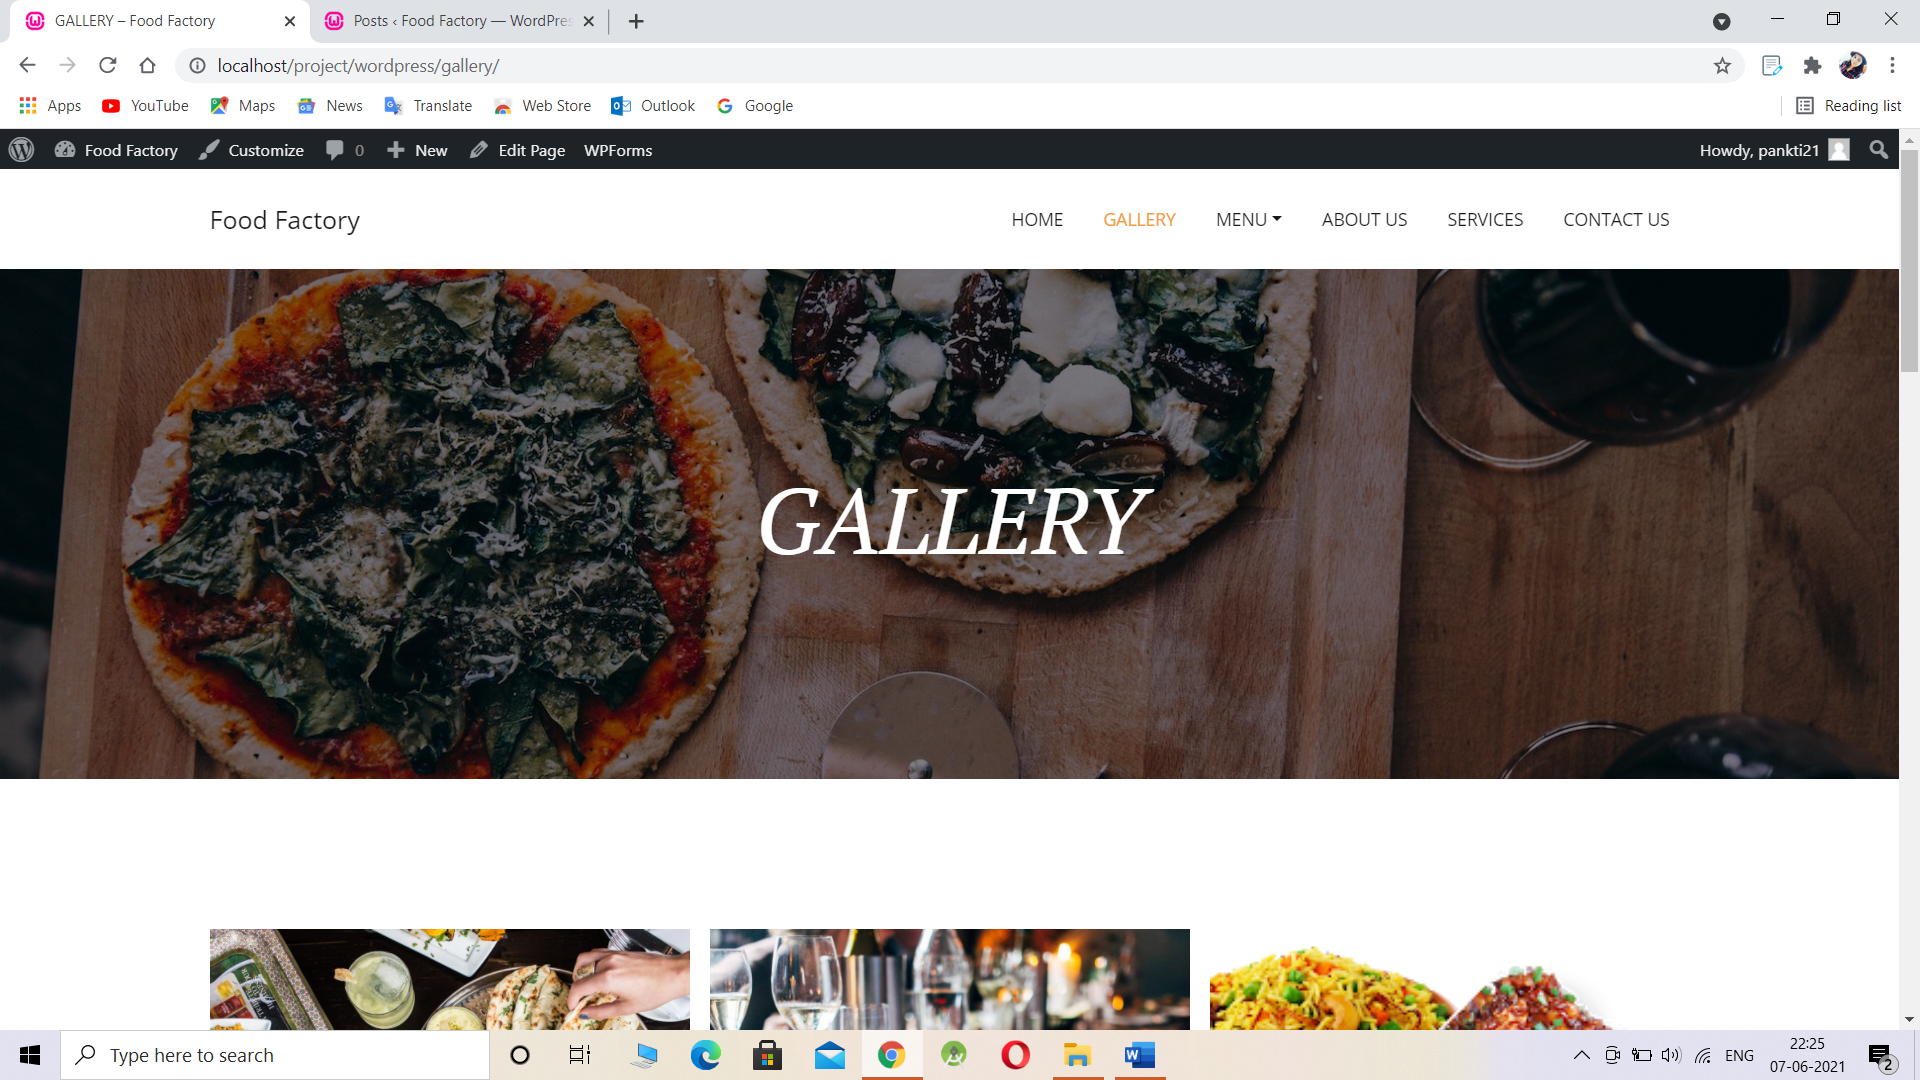 GALLERY – Food Factory
Posts ‹ Food Factory — WordPres
localhost/project/wordpress/gallery/
Apps YouTube Maps News Translate Web Store Outlook Google Reading list
Food Factory Customize 0 New Edit Page WPForms Howdy, pankti21
Food Factory HOME GALLERY MENU ABOUT US SERVICES CONTACT US
GALLERY
Type here to search ENG 22:25
07-06-2021 2